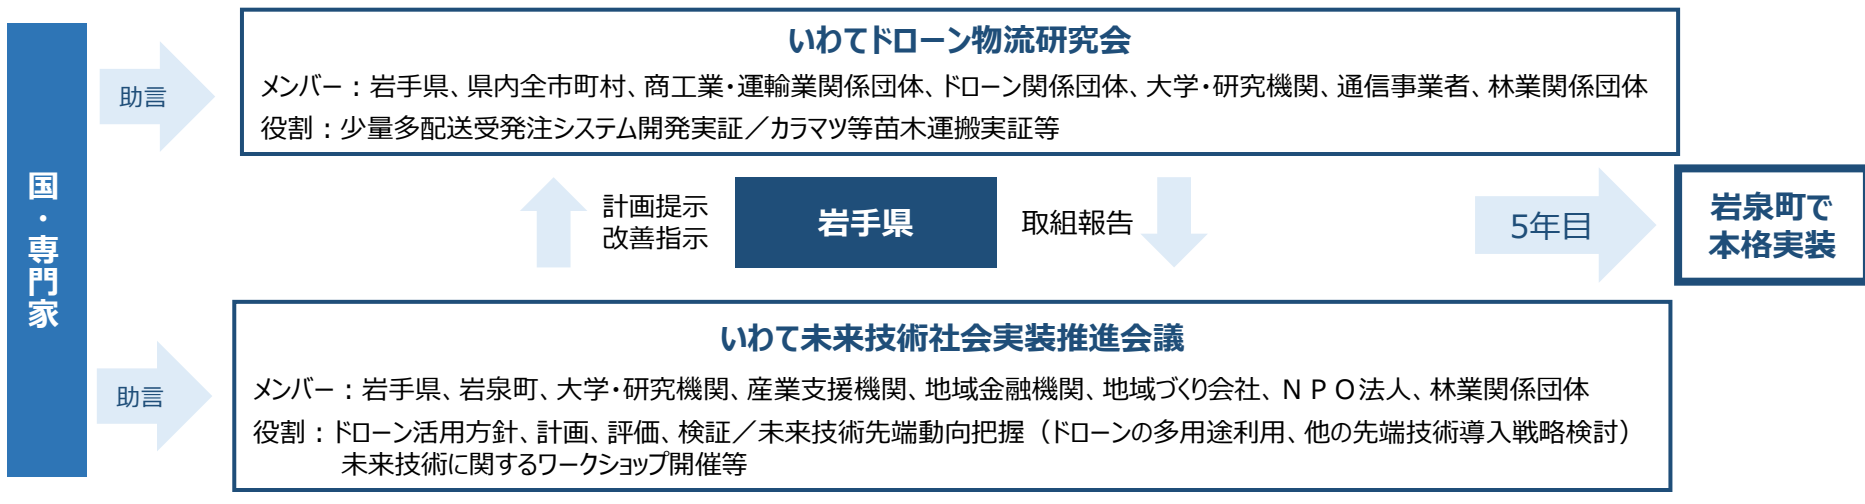 国・専門家
助言
いわてドローン物流研究会
メンバー：岩手県、県内全市町村、商工業・運輸業関係団体、ドローン関係団体、大学・研究機関、通信事業者、林業関係団体
役割：少量多配送受発注システム開発実証／カラマツ等苗木運搬実証等
計画提示
改善指示
岩手県
取組報告
5年目
岩泉町で
本格実装
助言
いわて未来技術社会実装推進会議
メンバー：岩手県、岩泉町、大学・研究機関、産業支援機関、地域金融機関、地域づくり会社、ＮＰＯ法人、林業関係団体
役割：ドローン活用方針、計画、評価、検証／未来技術先端動向把握（ドローンの多用途利用、他の先端技術導入戦略検討）
未来技術に関するワークショップ開催等